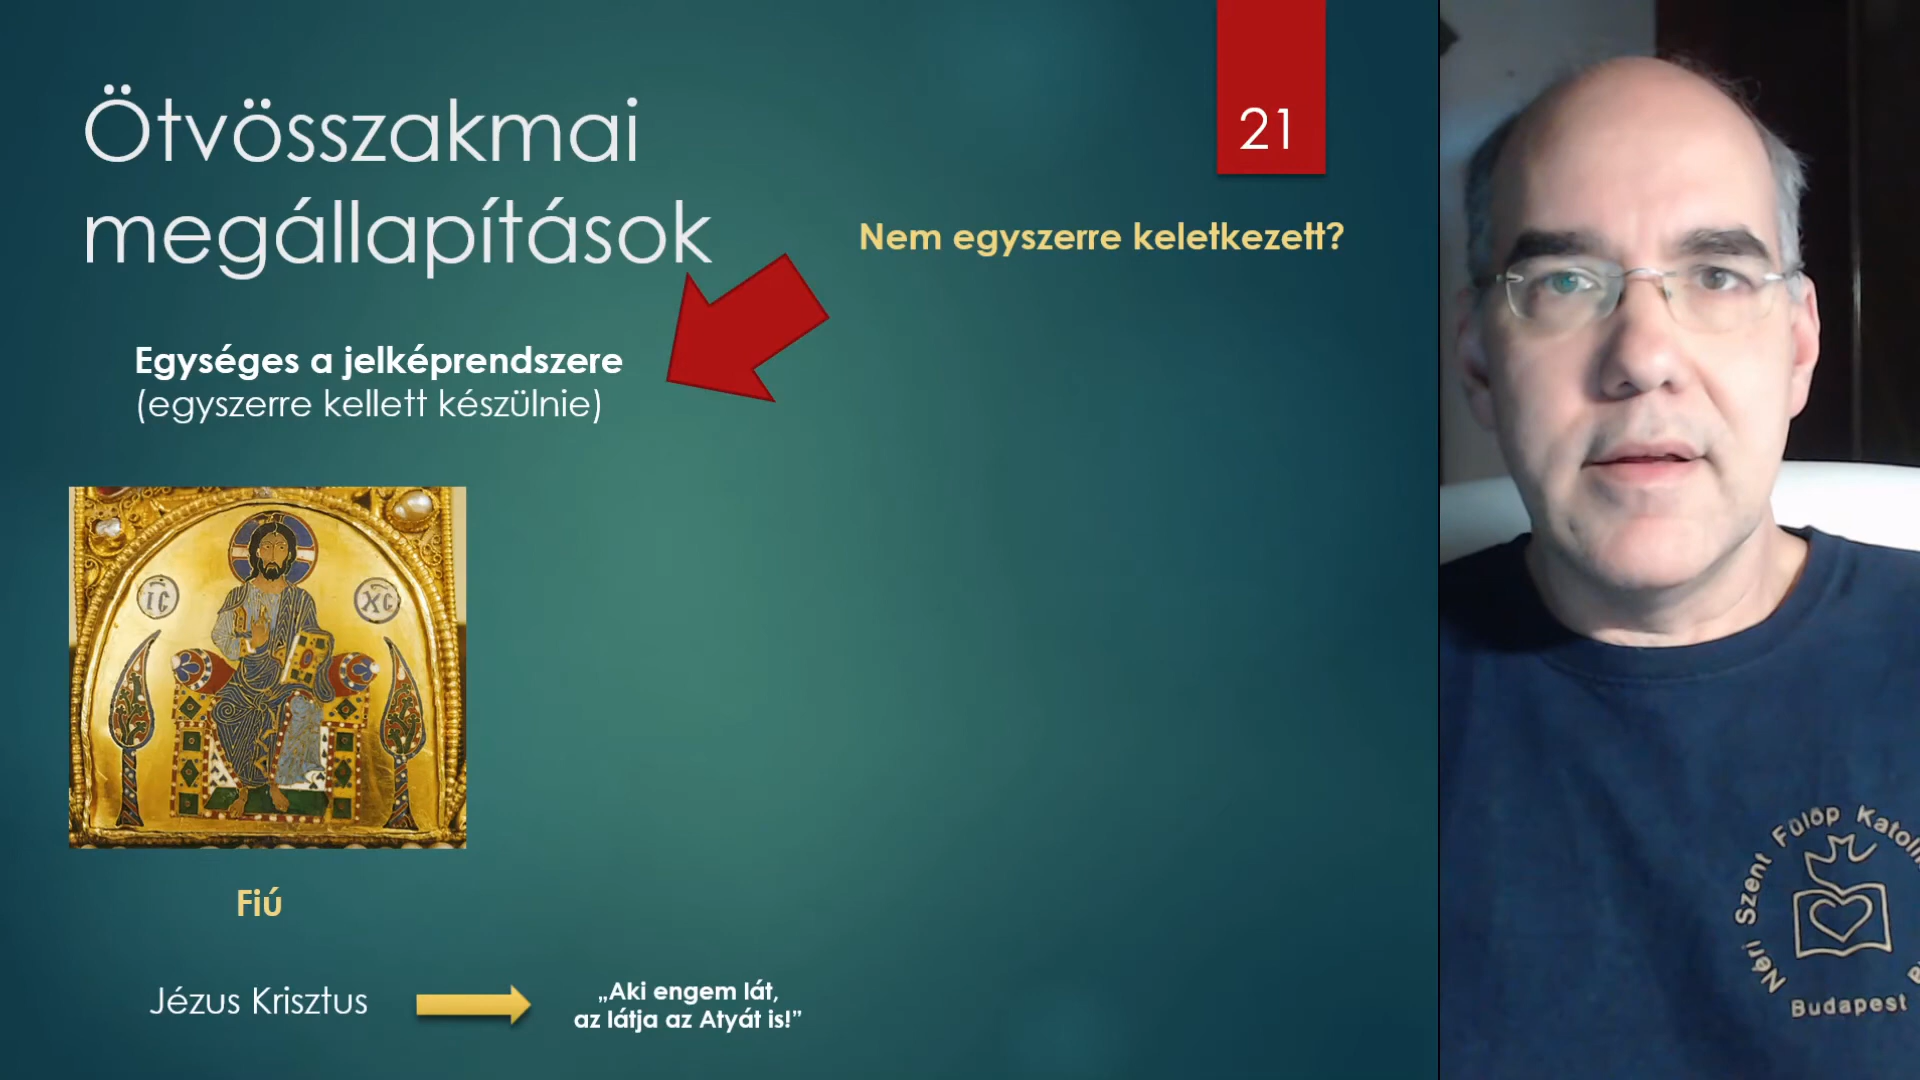 Ötvösszakmai
megállapítások
21
Nem egyszerre keletkezett?
Egységes a jelképrendszere
(egyszerre kellett készülnie)
IC
XC
Fiú
Jézus Krisztus
„Aki engem lát,
az látja az Atyát is!”
Néri Szent Fülöp
Budapest